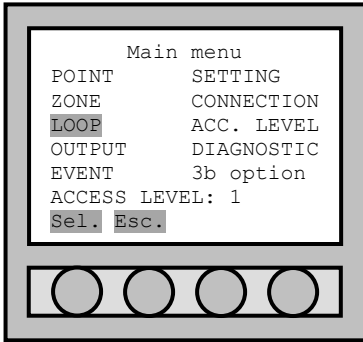 Main menu
POINT SETTING
ZONE CONNECTION
LOOP ACC. LEVEL
OUTPUT DIAGNOSTIC
EVENT 3b option
ACCESS LEVEL: 1
Sel. Esc.